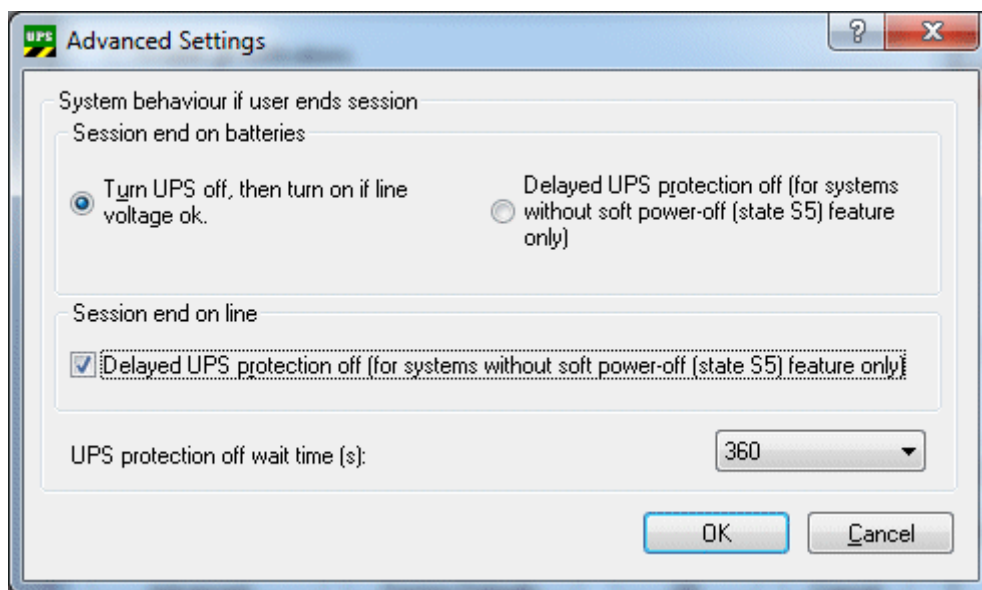 UPS
Advanced Settings
System behaviour if user ends session
Session end on batteries
Turn UPS off, then turn on if line
voltage ok.
Delayed UPS protection off (for systems
without soft power-off (state S5) feature
only)
Session end on line
Delayed UPS protection off (for systems without soft power-off (state S5) feature only)
UPS protection off wait time (s):
360
OK
Cancel